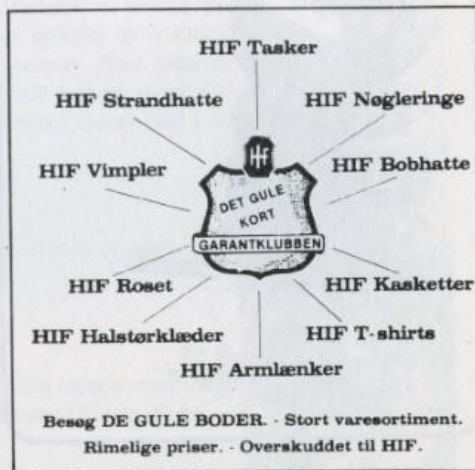 HIF Tasker
HIF Strandhatte
HIF Nøgleringe
HIF Vimpler
HIF Bobhatte
HIF
DET GULE
KORT
GARANTKLUBBEN
HIF Roset
HIF Kasketter
HIF Halstørklæder
HIF T-shirts
HIF Armlænker
Besøg DE GULE BODER. - Stort varesortiment.
Rimelige priser. - Overskuddet til HIF.